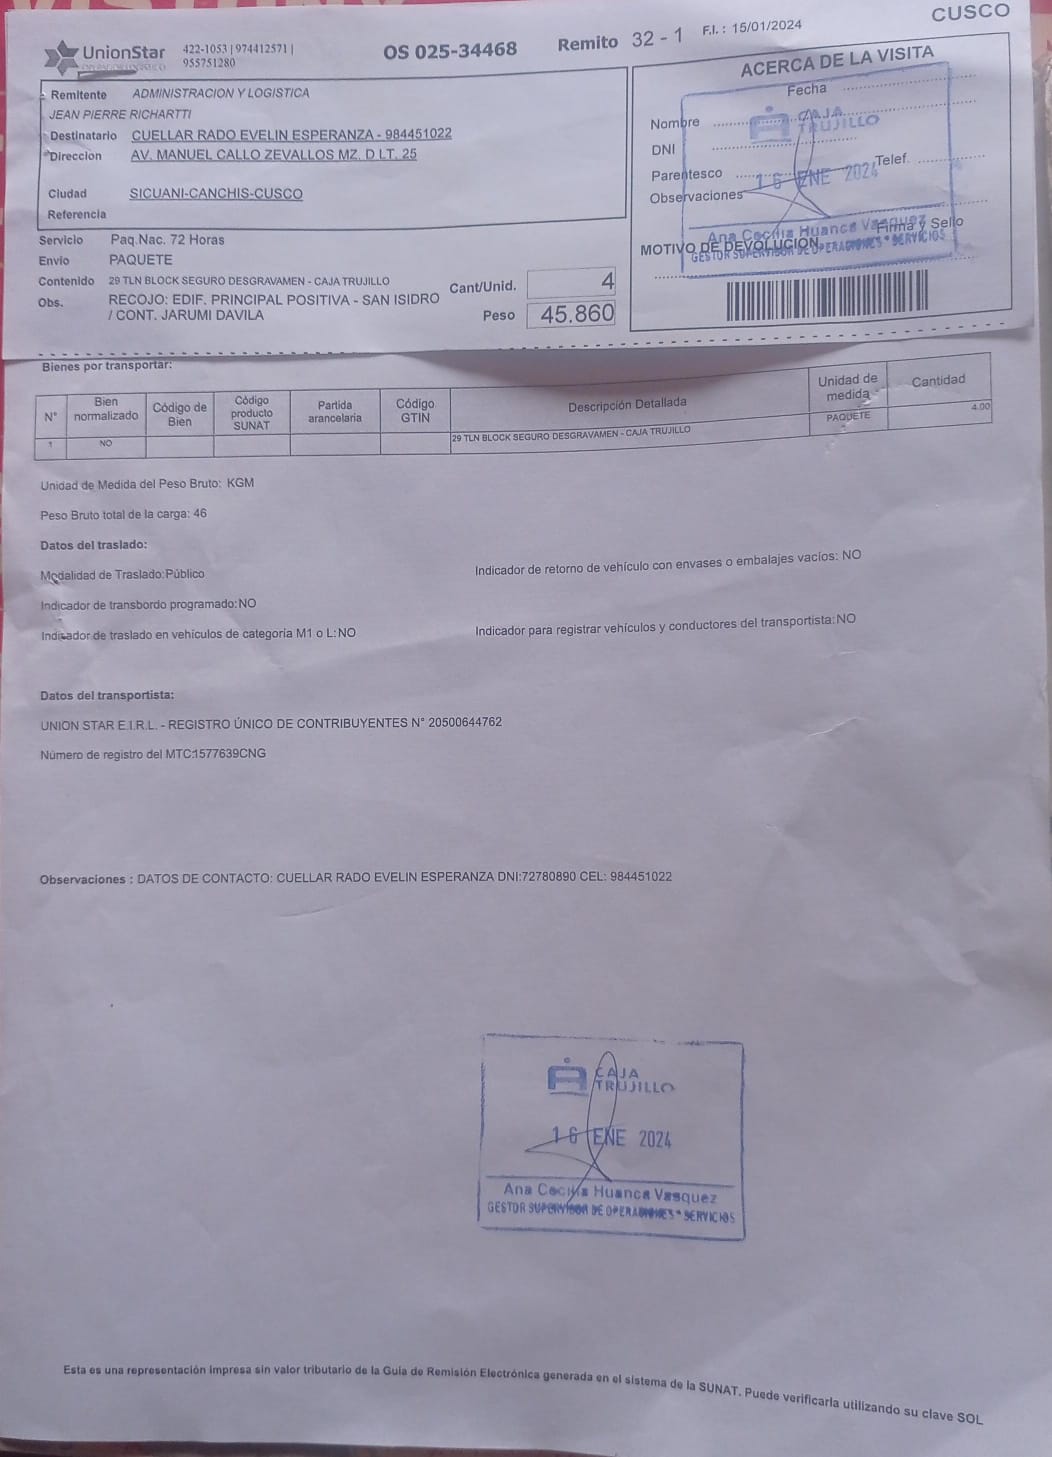 CUSCO
UnionStar 422-1053 | 974412571 |
955751280
OS 025-34468 Remito 32 - 1 F.I. : 15/01/2024
Remitente ADMINISTRACION Y LOGISTICA
JEAN PIERRE RICHARTTI
Destinatario CUELLAR RADO EVELIN ESPERANZA - 984451022
Direccion AV. MANUEL CALLO ZEVALLOS MZ. D LT. 25
Ciudad SICUANI-CANCHIS-CUSCO
Referencia
Servicio Paq.Nac. 72 Horas
Envio PAQUETE
Contenido 29 TLN BLOCK SEGURO DESGRAVAMEN - CAJA TRUJILLO
Obs. RECOJO: EDIF. PRINCIPAL POSITIVA - SAN ISIDRO
/ CONT. JARUMI DAVILA
Cant/Unid. 4
Peso 45.860
ACERCA DE LA VISITA
Fecha
Nombre
DNI
Parentesco Telef.
Observaciones
Firma y Sello
MOTIVO DE DEVOLUCION
CAJA
TRUJILLO
16 ENE 2024
Ana Cecilia Huanca Vasquez
GESTOR SUPERVISOR DE OPERACIONES * SERVICIOS
Bienes por transportar:
N° Bien normalizado Código de Bien Código producto SUNAT Partida arancelaria Código GTIN Descripción Detallada Unidad de medida Cantidad
1 NO 29 TLN BLOCK SEGURO DESGRAVAMEN - CAJA TRUJILLO PAQUETE 4.00
Unidad de Medida del Peso Bruto: KGM
Peso Bruto total de la carga: 46
Datos del traslado:
Modalidad de Traslado:Público
Indicador de retorno de vehículo con envases o embalajes vacíos: NO
Indicador de transbordo programado:NO
Indicador de traslado en vehículos de categoría M1 o L:NO
Indicador para registrar vehículos y conductores del transportista:NO
Datos del transportista:
UNION STAR E.I.R.L. - REGISTRO ÚNICO DE CONTRIBUYENTES N° 20500644762
Número de registro del MTC:1577639CNG
Observaciones : DATOS DE CONTACTO: CUELLAR RADO EVELIN ESPERANZA DNI:72780890 CEL: 984451022
CAJA
TRUJILLO
16 ENE 2024
Ana Cecilia Huanca Vasquez
GESTOR SUPERVISOR DE OPERACIONES * SERVICIOS
Esta es una representación impresa sin valor tributario de la Guía de Remisión Electrónica generada en el sistema de la SUNAT. Puede verificarla utilizando su clave SOL